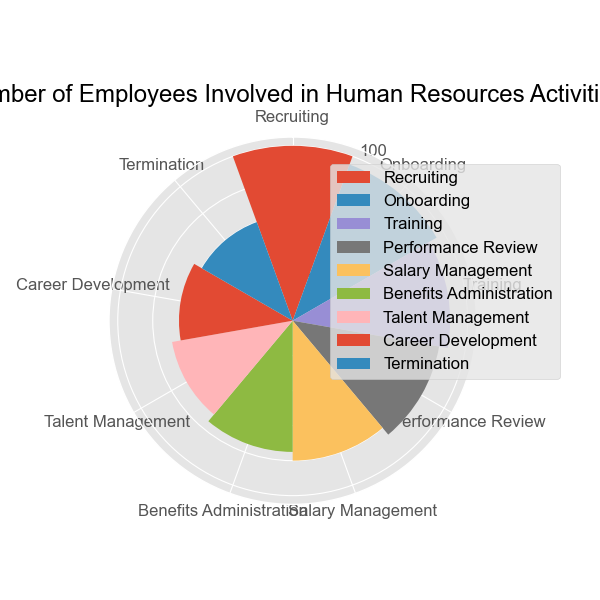 mber of Employees Involved in Human Resources Activiti
Recruiting
100
Termination
Onboarding
Recruiting
Onboarding
Training
Performance Review
Salary Management
Benefits Administration
Talent Management
Career Development
Termination
Career Development
Training
Talent Management
erformance Review
Benefits Administration
Salary Management